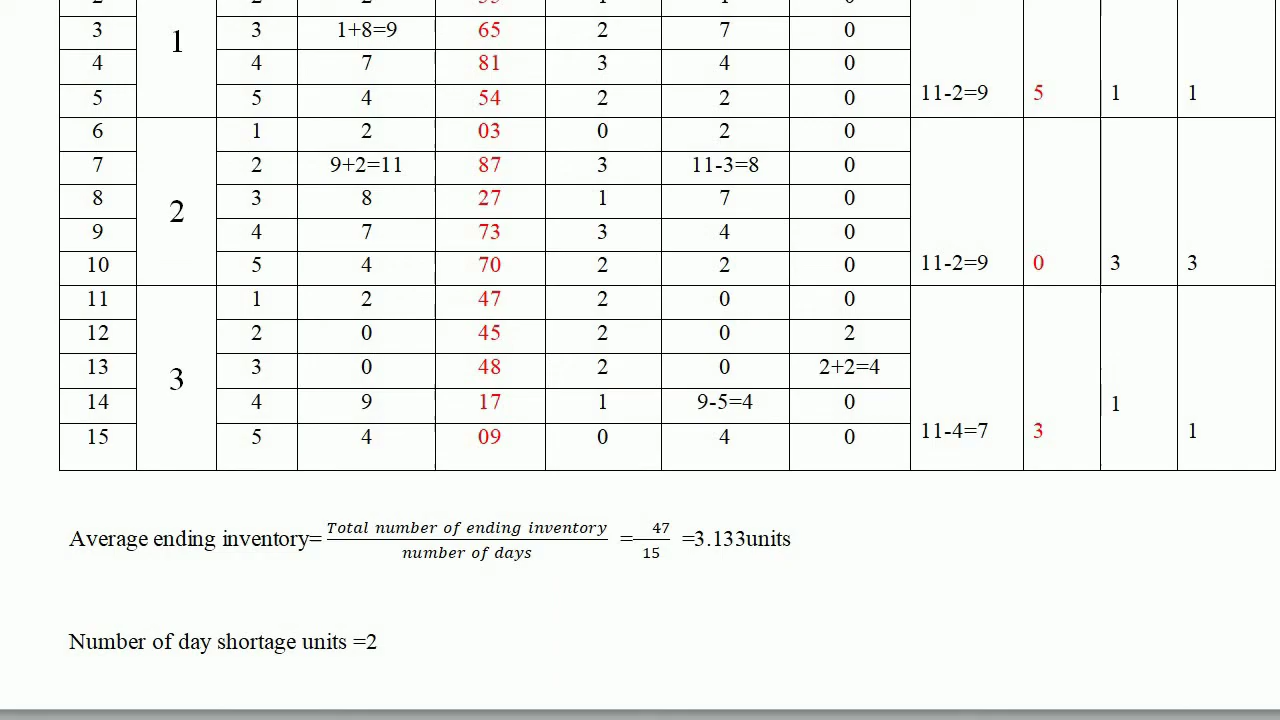 3 1 3 1+8=9 65 2 7 0
4 4 7 81 3 4 0
5 5 4 54 2 2 0 11-2=9 5 1 1
6 2 1 2 03 0 2 0
7 2 9+2=11 87 3 11-3=8 0
8 3 8 27 1 7 0
9 4 7 73 3 4 0
10 5 4 70 2 2 0 11-2=9 0 3 3
11 3 1 2 47 2 0 0
12 2 0 45 2 0 2
13 3 0 48 2 0 2+2=4
14 4 9 17 1 9-5=4 0 1
15 5 4 09 0 4 0 11-4=7 3 1
Average ending inventory= Total number of ending inventory / number of days = 47 / 15 =3.133units
Number of day shortage units =2